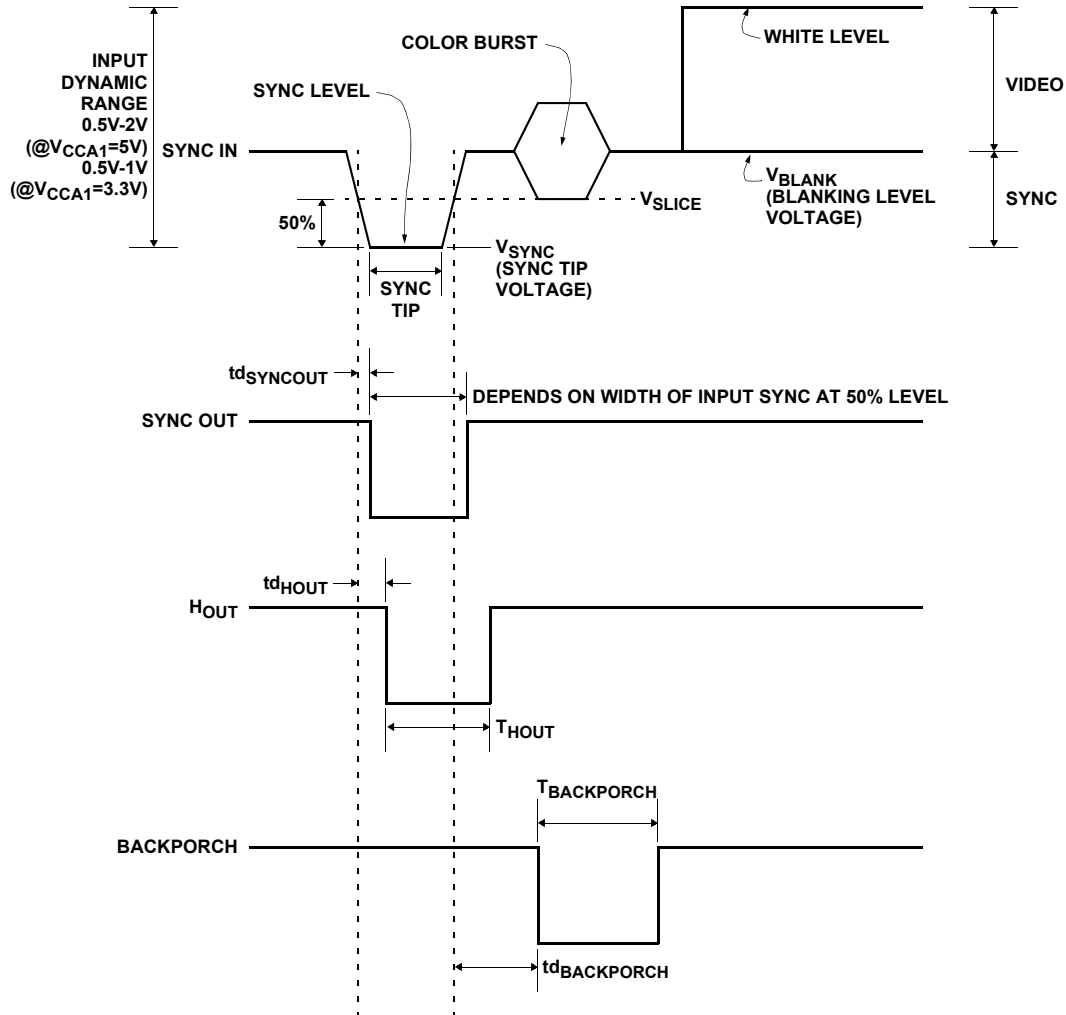 INPUT
DYNAMIC
RANGE
0.5V-2V
(@VCCA1=5V)
0.5V-1V
(@VCCA1=3.3V)
SYNC IN
SYNC LEVEL
COLOR BURST
WHITE LEVEL
VIDEO
VBLANK
(BLANKING LEVEL
VOLTAGE)
SYNC
VSLICE
50%
VSYNC
(SYNC TIP
VOLTAGE)
SYNC
TIP
tdSYNCOUT
DEPENDS ON WIDTH OF INPUT SYNC AT 50% LEVEL
SYNC OUT
tdHOUT
HOUT
THOUT
TBACKPORCH
BACKPORCH
tdBACKPORCH